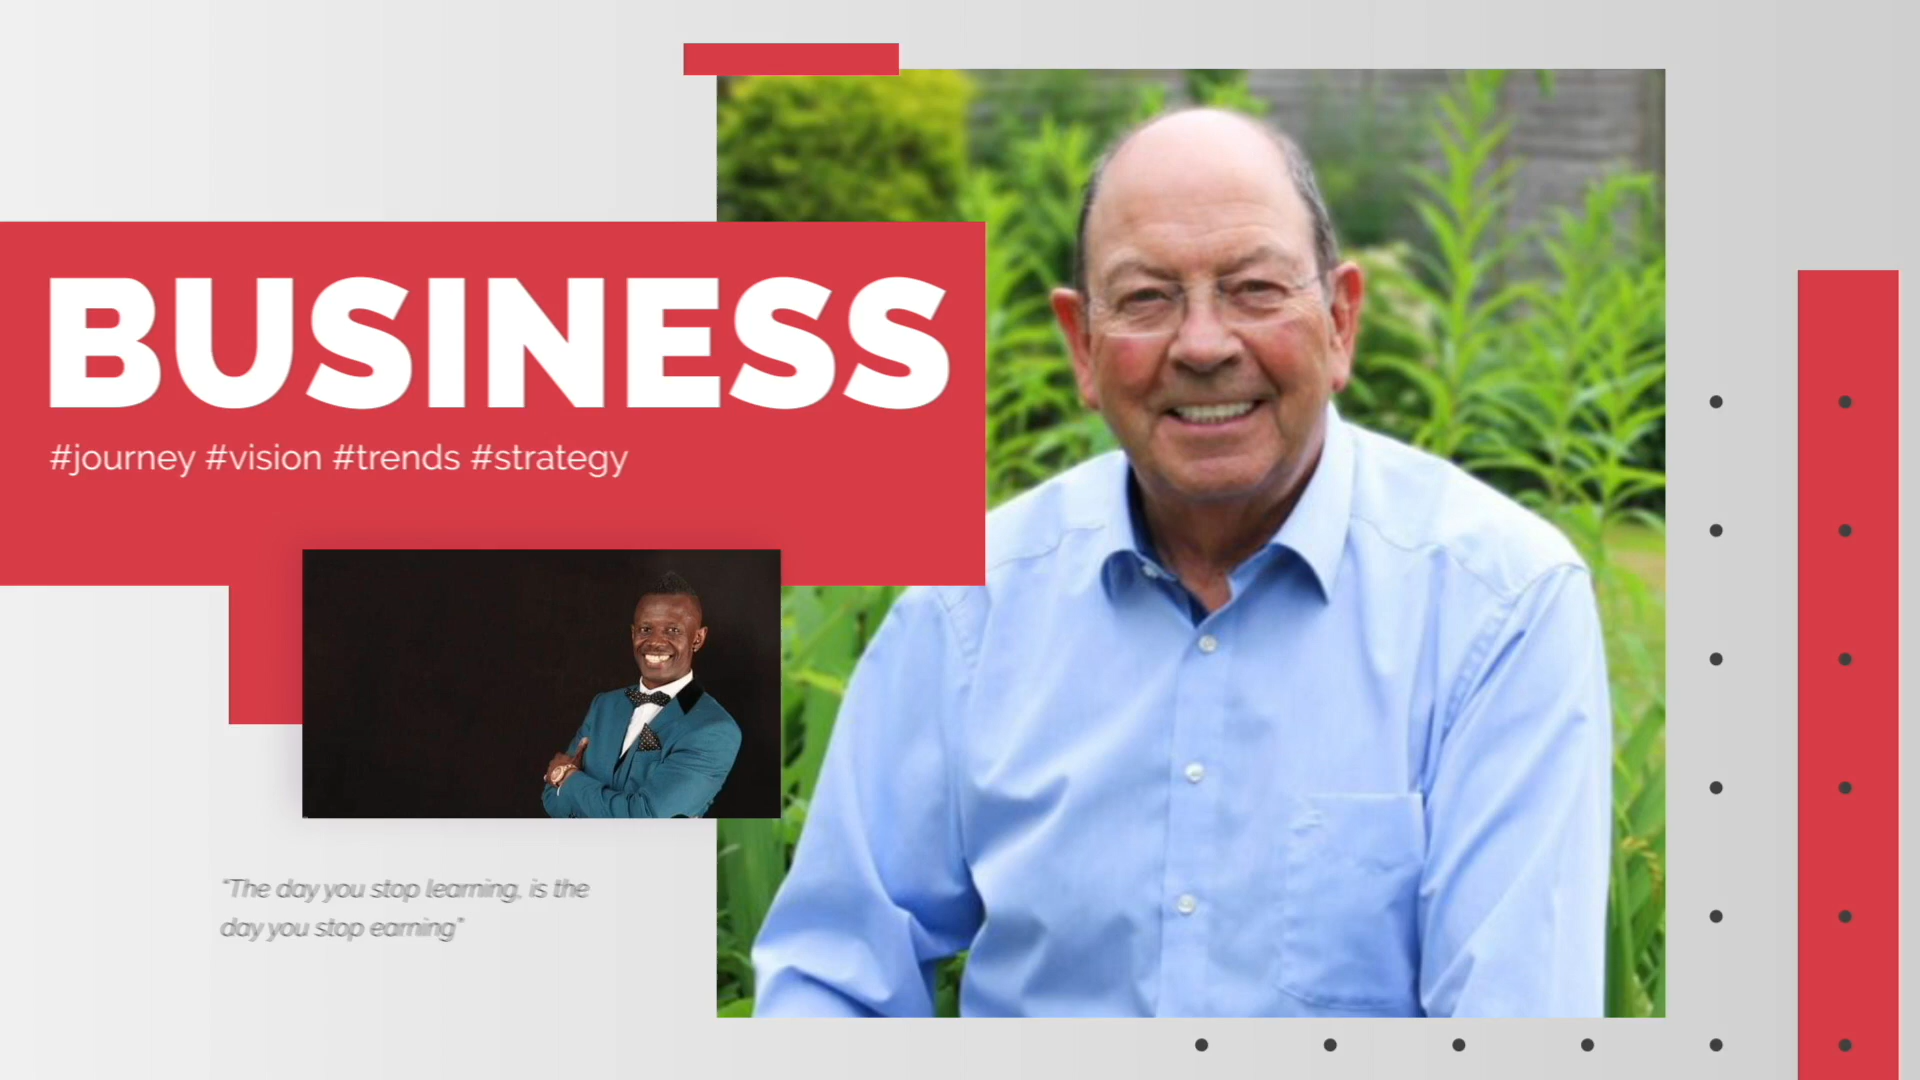 BUSINESS
#journey #vision #trends #strategy
"The day you stop learning, is the
day you stop earning"